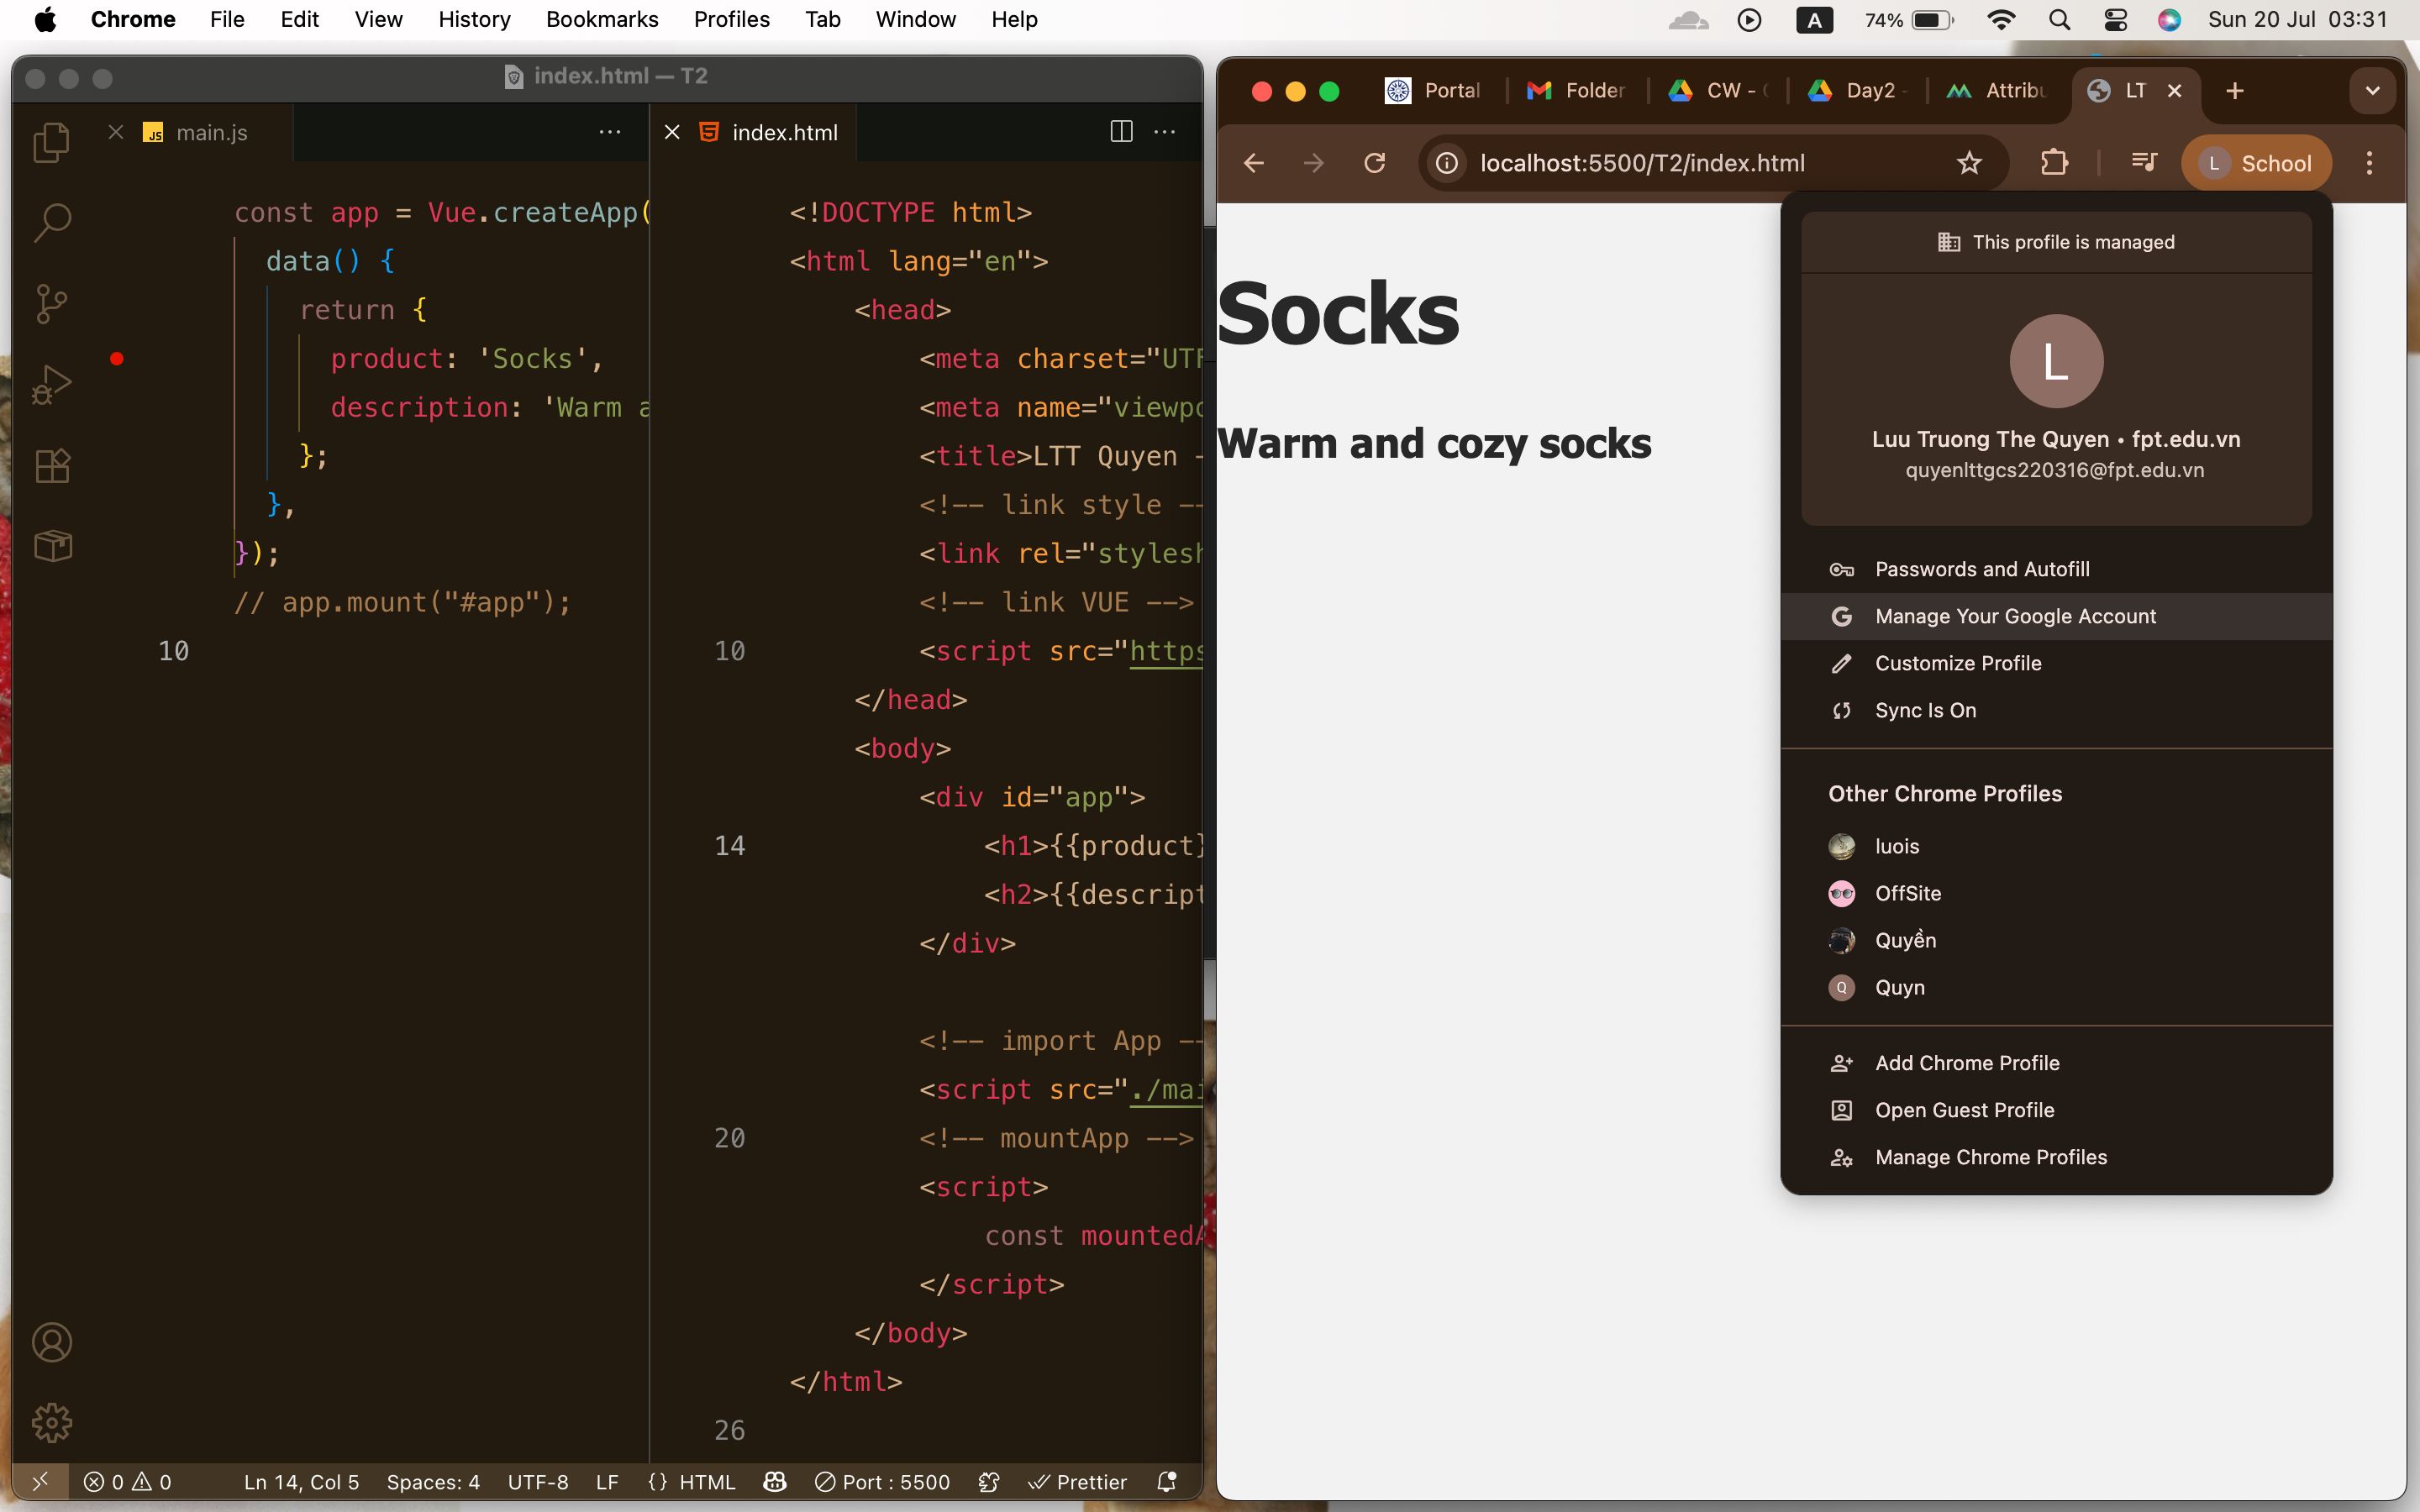 Chrome File Edit View History Bookmarks Profiles Tab Window Help A 74% Sun 20 Jul 03:31
index.html — T2
JS main.js ···
const app = Vue.createApp(
data() {
return {
product: 'Socks',
description: 'Warm a
};
},
});
// app.mount("#app");
10
index.html ···
<!DOCTYPE html>
<html lang="en">
<head>
<meta charset="UTF
<meta name="viewpo
<title>LTT Quyen -
<!-- link style --
<link rel="stylesh
<!-- link VUE -->
10 <script src="https
</head>
<body>
<div id="app">
14 <h1>{{product}
<h2>{{descript
</div>
<!-- import App --
<script src="./mai
20 <!-- mountApp -->
<script>
const mountedA
</script>
</body>
</html>
26
0 0 Ln 14, Col 5 Spaces: 4 UTF-8 LF {} HTML Port : 5500 Prettier
Portal Folder CW - Day2 - Attribu LT
localhost:5500/T2/index.html L School
Socks
Warm and cozy socks
This profile is managed
L
Luu Truong The Quyen • fpt.edu.vn
quyenlttgcs220316@fpt.edu.vn
Passwords and Autofill
Manage Your Google Account
Customize Profile
Sync Is On
Other Chrome Profiles
luois
OffSite
Quyền
Q Quyn
Add Chrome Profile
Open Guest Profile
Manage Chrome Profiles